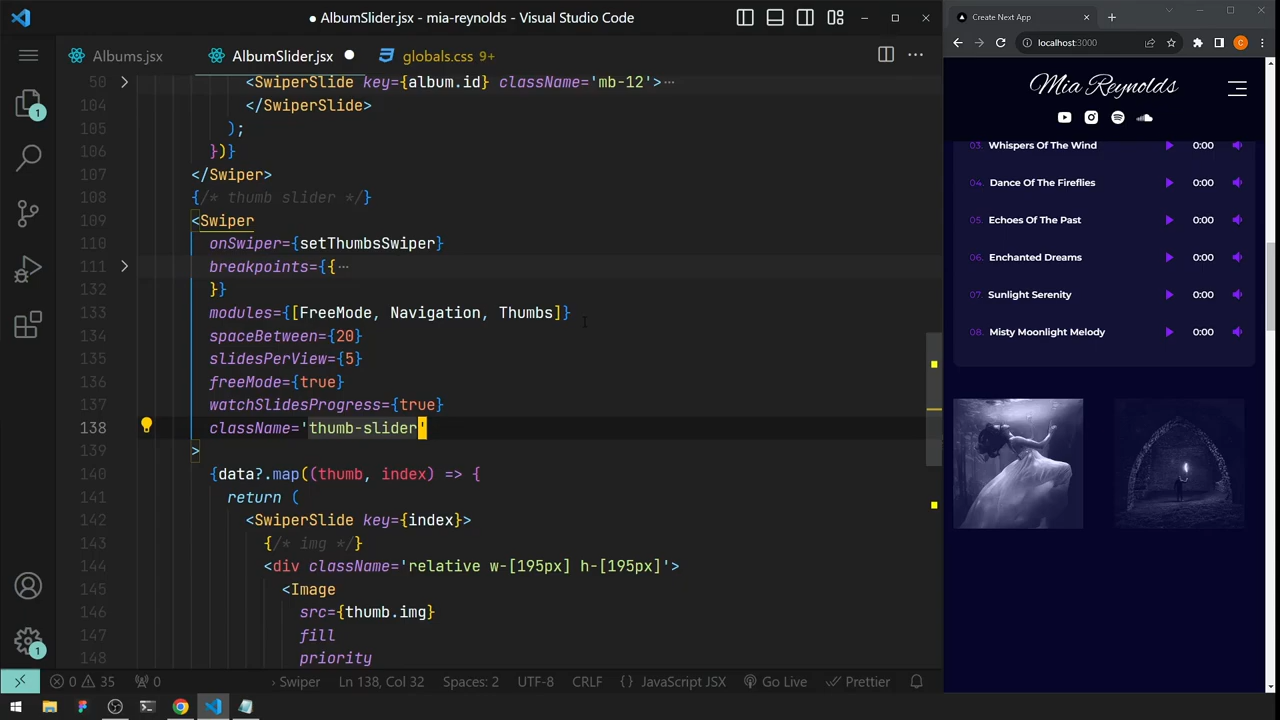 ● AlbumSlider.jsx - mia-reynolds - Visual Studio Code
Create Next App
Albums.jsx
AlbumSlider.jsx ●
globals.css 9+
localhost:3000
C
50 <SwiperSlide key={album.id} className='mb-12'>⋯
104 </SwiperSlide>
105 );
106 })}
107 </Swiper>
108 {/* thumb slider */}
109 <Swiper
110 onSwiper={setThumbsSwiper}
111 breakpoints={{⋯
132 }}
133 modules={[FreeMode, Navigation, Thumbs]}
134 spaceBetween={20}
135 slidesPerView={5}
136 freeMode={true}
137 watchSlidesProgress={true}
138 className='thumb-slider'
139 >
140 {data?.map((thumb, index) => {
141 return (
142 <SwiperSlide key={index}>
143 {/* img */}
144 <div className='relative w-[195px] h-[195px]'>
145 <Image
146 src={thumb.img}
147 fill
148 priority
1
1
Mia Reynolds
03. Whispers Of The Wind 0:00
04. Dance Of The Fireflies 0:00
05. Echoes Of The Past 0:00
06. Enchanted Dreams 0:00
07. Sunlight Serenity 0:00
08. Misty Moonlight Melody 0:00
0 35 0 › Swiper Ln 138, Col 32 Spaces: 2 UTF-8 CRLF {} JavaScript JSX Go Live Prettier